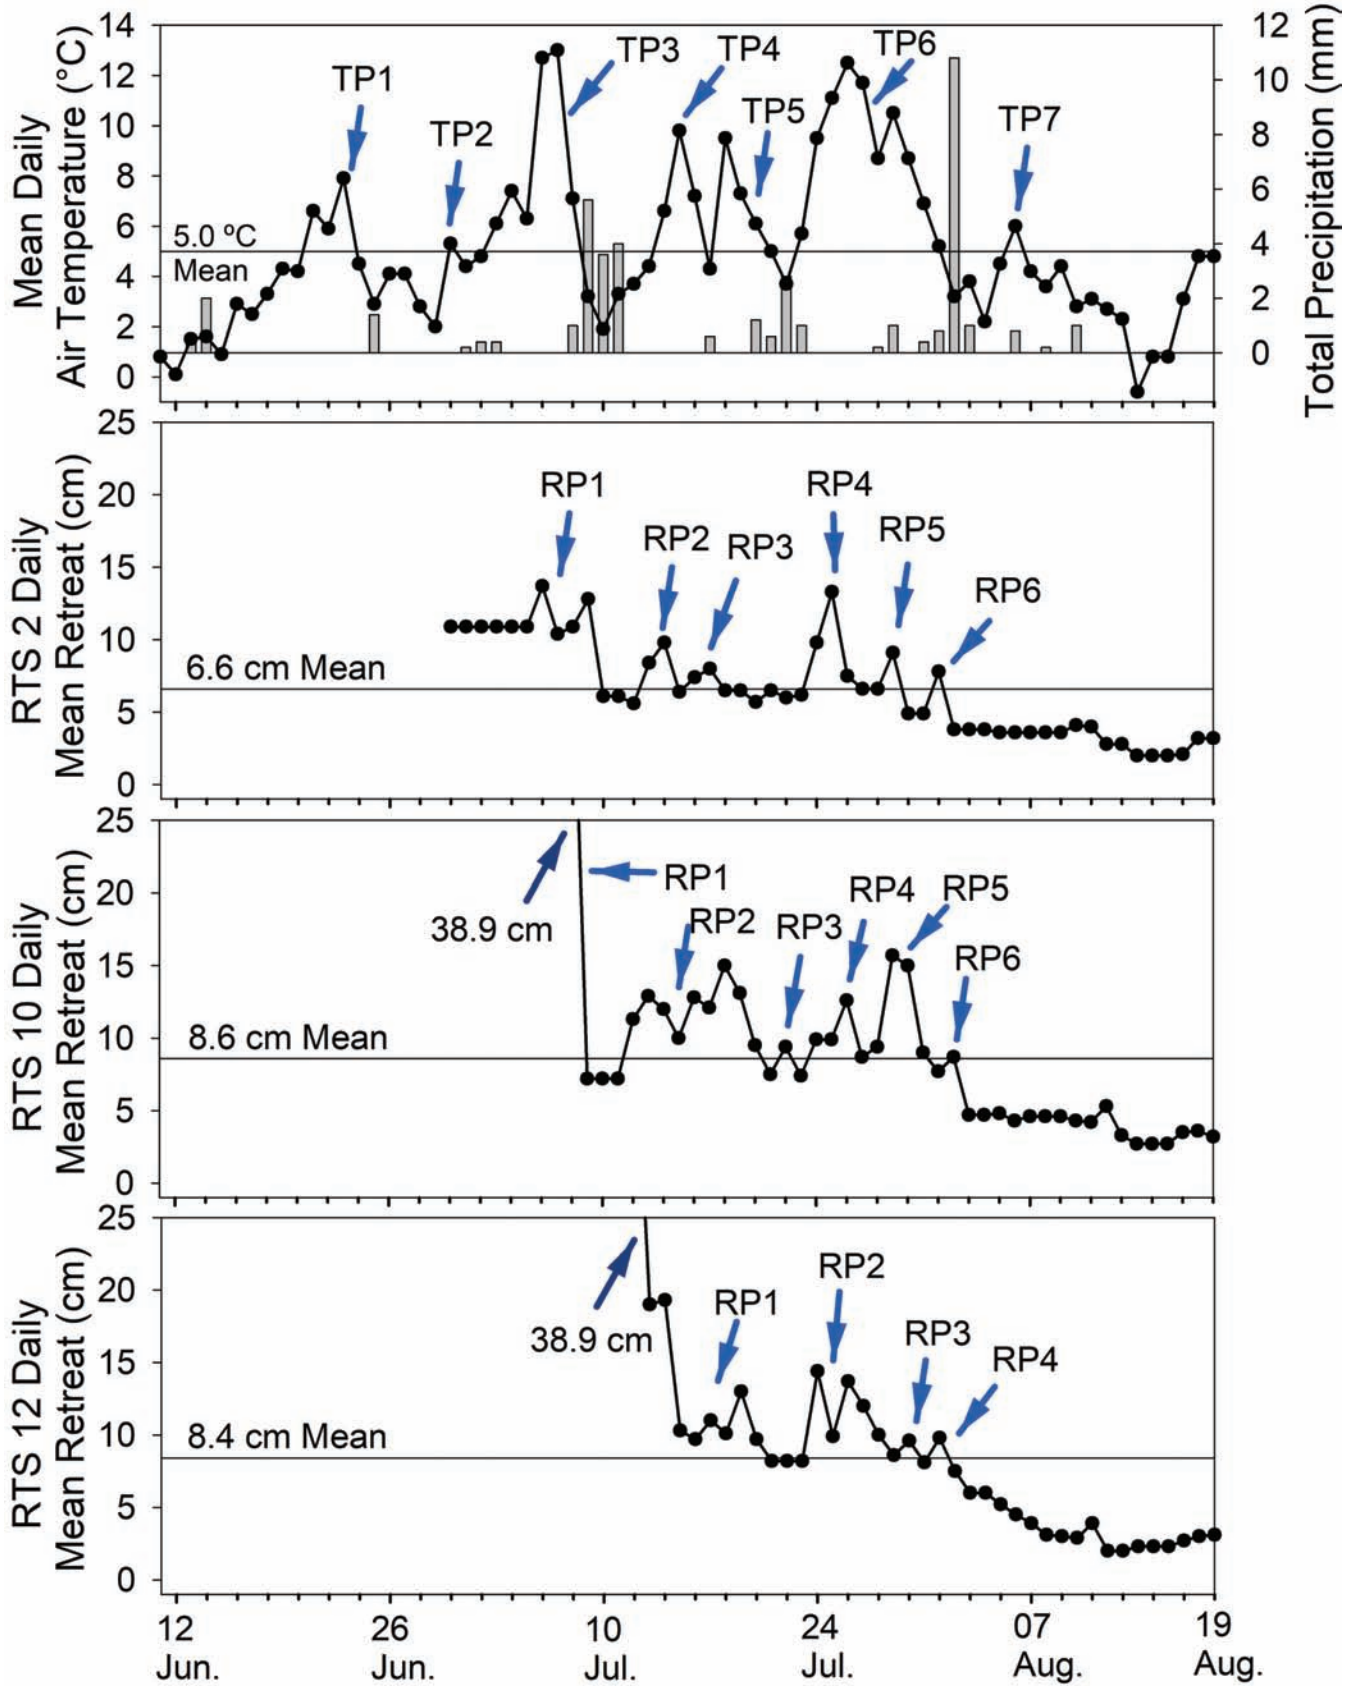 Mean Daily
Air Temperature (°C)
14
12
10
8
6
4
2
0
5.0 ºC
Mean
TP1
TP2
TP3
TP4
TP5
TP6
TP7
12
10
8
6
4
2
0
Total Precipitation (mm)
RTS 2 Daily
Mean Retreat (cm)
25
20
15
10
5
0
6.6 cm Mean
RP1
RP2
RP3
RP4
RP5
RP6
RTS 10 Daily
Mean Retreat (cm)
25
20
15
10
5
0
38.9 cm
8.6 cm Mean
RP1
RP2
RP3
RP4
RP5
RP6
RTS 12 Daily
Mean Retreat (cm)
25
20
15
10
5
0
38.9 cm
8.4 cm Mean
RP1
RP2
RP3
RP4
12 26 10 24 07 19
Jun. Jun. Jul. Jul. Aug. Aug.